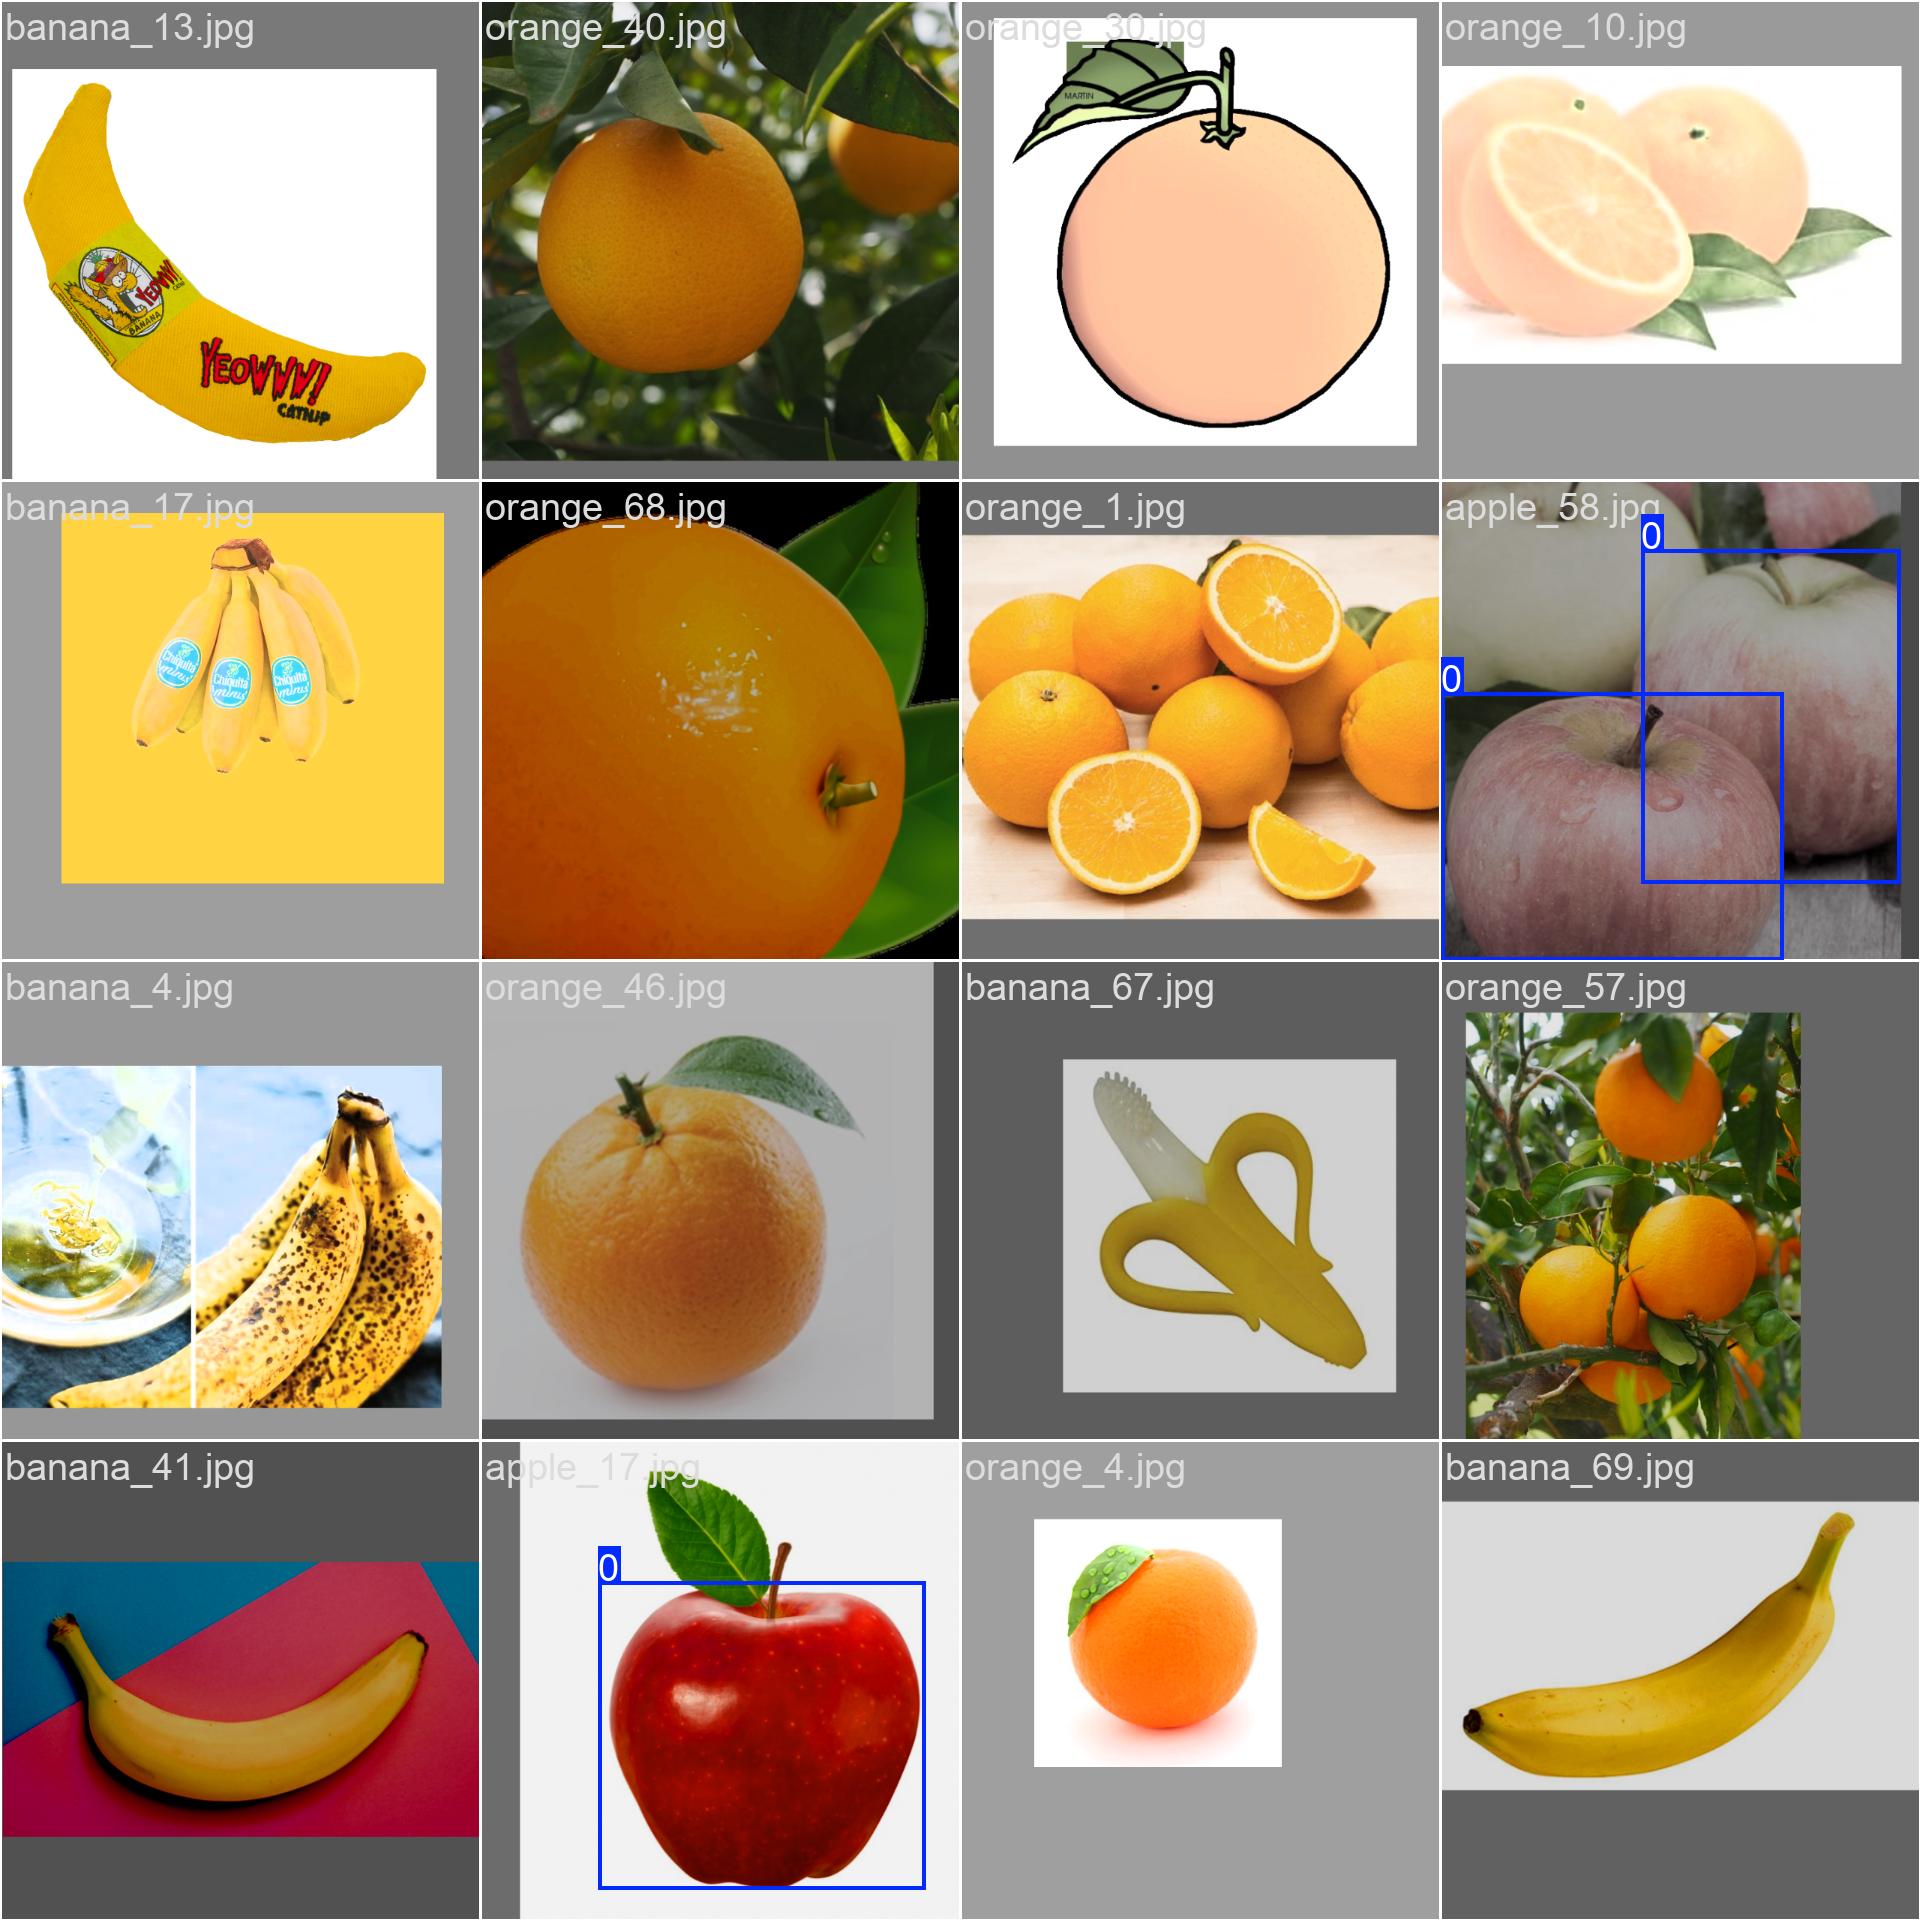 banana_13.jpg
orange_40.jpg
orange_30.jpg
orange_10.jpg
MARTIN
YEOWW!
BANANA
YEOWWW!
CATNIP
banana_17.jpg
orange_68.jpg
orange_1.jpg
apple_58.jpg
0
0
Chiquita
minis
Chiquita
minis
Chiquita
minis
banana_4.jpg
orange_46.jpg
banana_67.jpg
orange_57.jpg
banana_41.jpg
apple_17.jpg
orange_4.jpg
banana_69.jpg
0